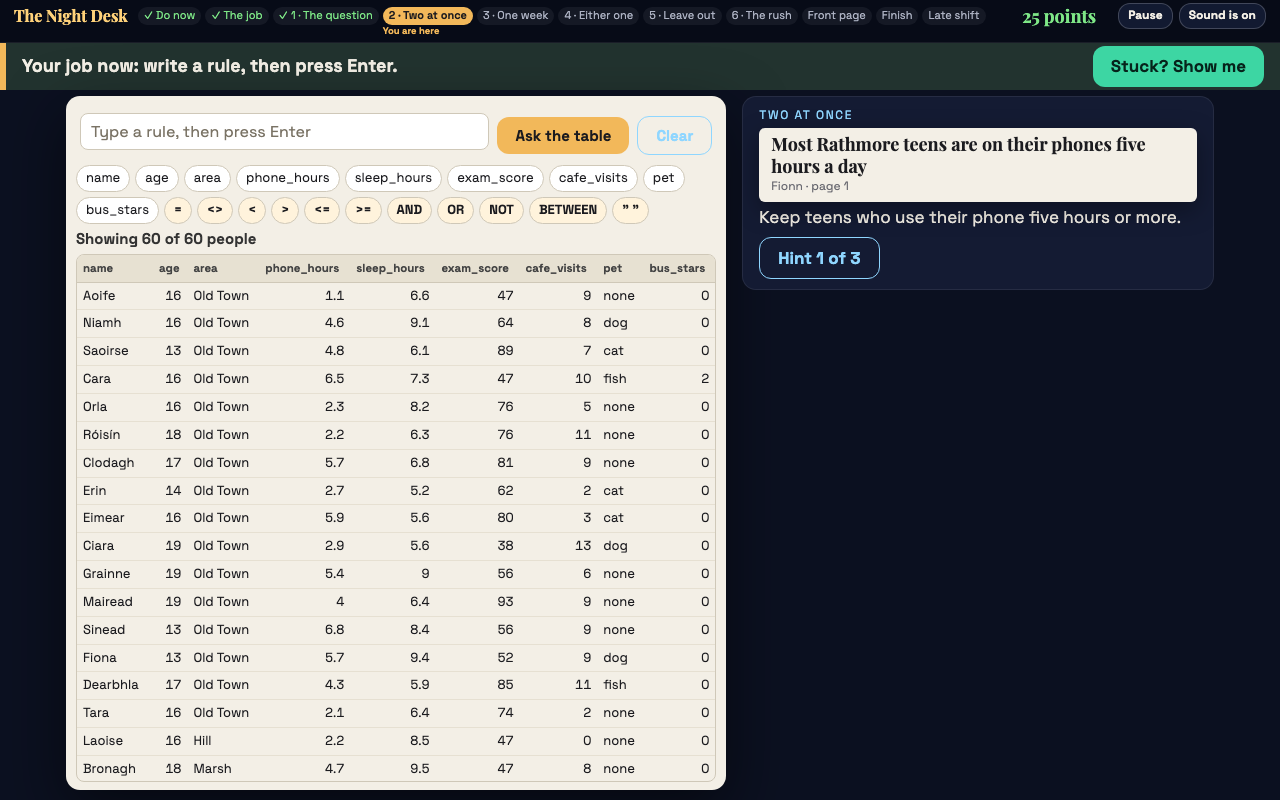 The Night Desk ✓ Do now ✓ The job ✓ 1 · The question 2 · Two at once 3 · One week 4 · Either one 5 · Leave out 6 · The rush Front page Finish Late shift 25 points Pause Sound is on
You are here
Your job now: write a rule, then press Enter. Stuck? Show me
Type a rule, then press Enter Ask the table Clear
name age area phone_hours sleep_hours exam_score cafe_visits pet
bus_stars = <> < > <= >= AND OR NOT BETWEEN " "
Showing 60 of 60 people
name age area phone_hours sleep_hours exam_score cafe_visits pet bus_stars
Aoife 16 Old Town 1.1 6.6 47 9 none 0
Niamh 16 Old Town 4.6 9.1 64 8 dog 0
Saoirse 13 Old Town 4.8 6.1 89 7 cat 0
Cara 16 Old Town 6.5 7.3 47 10 fish 2
Orla 16 Old Town 2.3 8.2 76 5 none 0
Róisín 18 Old Town 2.2 6.3 76 11 none 0
Clodagh 17 Old Town 5.7 6.8 81 9 none 0
Erin 14 Old Town 2.7 5.2 62 2 cat 0
Eimear 16 Old Town 5.9 5.6 80 3 cat 0
Ciara 19 Old Town 2.9 5.6 38 13 dog 0
Grainne 19 Old Town 5.4 9 56 6 none 0
Mairead 19 Old Town 4 6.4 93 9 none 0
Sinead 13 Old Town 6.8 8.4 56 9 none 0
Fiona 13 Old Town 5.7 9.4 52 9 dog 0
Dearbhla 17 Old Town 4.3 5.9 85 11 fish 0
Tara 16 Old Town 2.1 6.4 74 2 none 0
Laoise 16 Hill 2.2 8.5 47 0 none 0
Bronagh 18 Marsh 4.7 9.5 47 8 none 0
TWO AT ONCE
Most Rathmore teens are on their phones five
hours a day
Fionn · page 1
Keep teens who use their phone five hours or more.
Hint 1 of 3